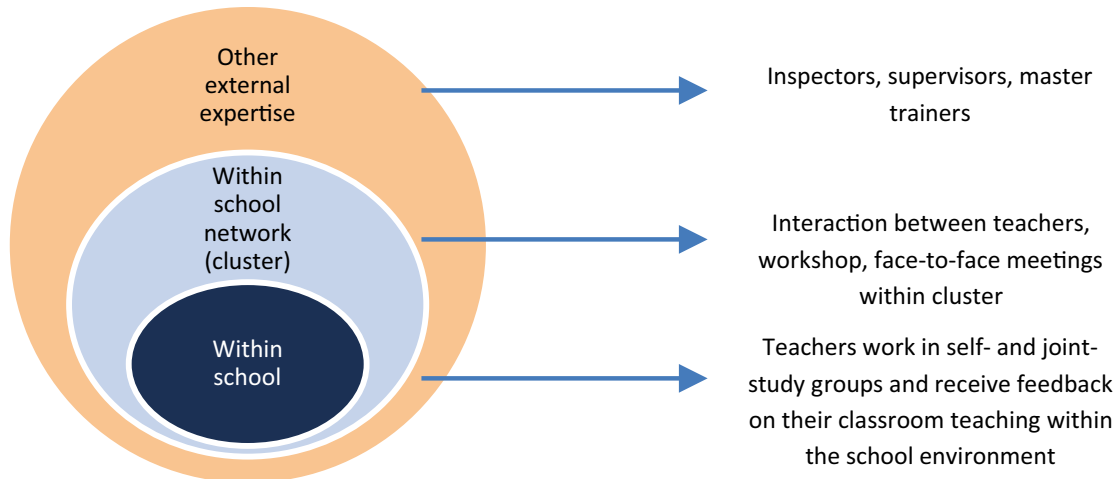 Other
external
expertise
Inspectors, supervisors, master
trainers
Within
school
network
(cluster)
Interaction between teachers,
workshop, face-to-face meetings
within cluster
Within
school
Teachers work in self- and joint-
study groups and receive feedback
on their classroom teaching within
the school environment